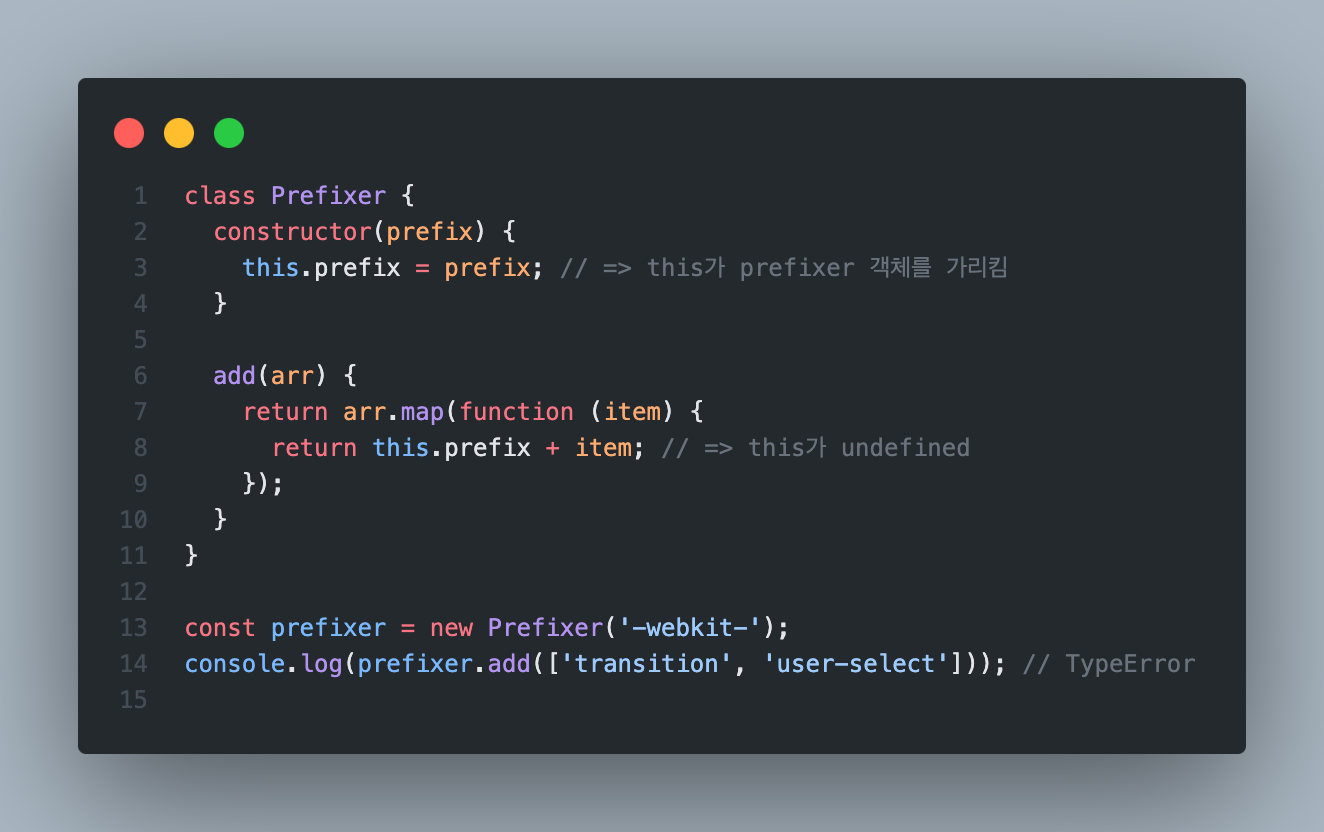 1 class Prefixer {
2   constructor(prefix) {
3     this.prefix = prefix; // => this가 prefixer 객체를 가리킴
4   }
5
6   add(arr) {
7     return arr.map(function (item) {
8       return this.prefix + item; // => this가 undefined
9     });
10   }
11 }
12
13 const prefixer = new Prefixer('-webkit-');
14 console.log(prefixer.add(['transition', 'user-select'])); // TypeError
15